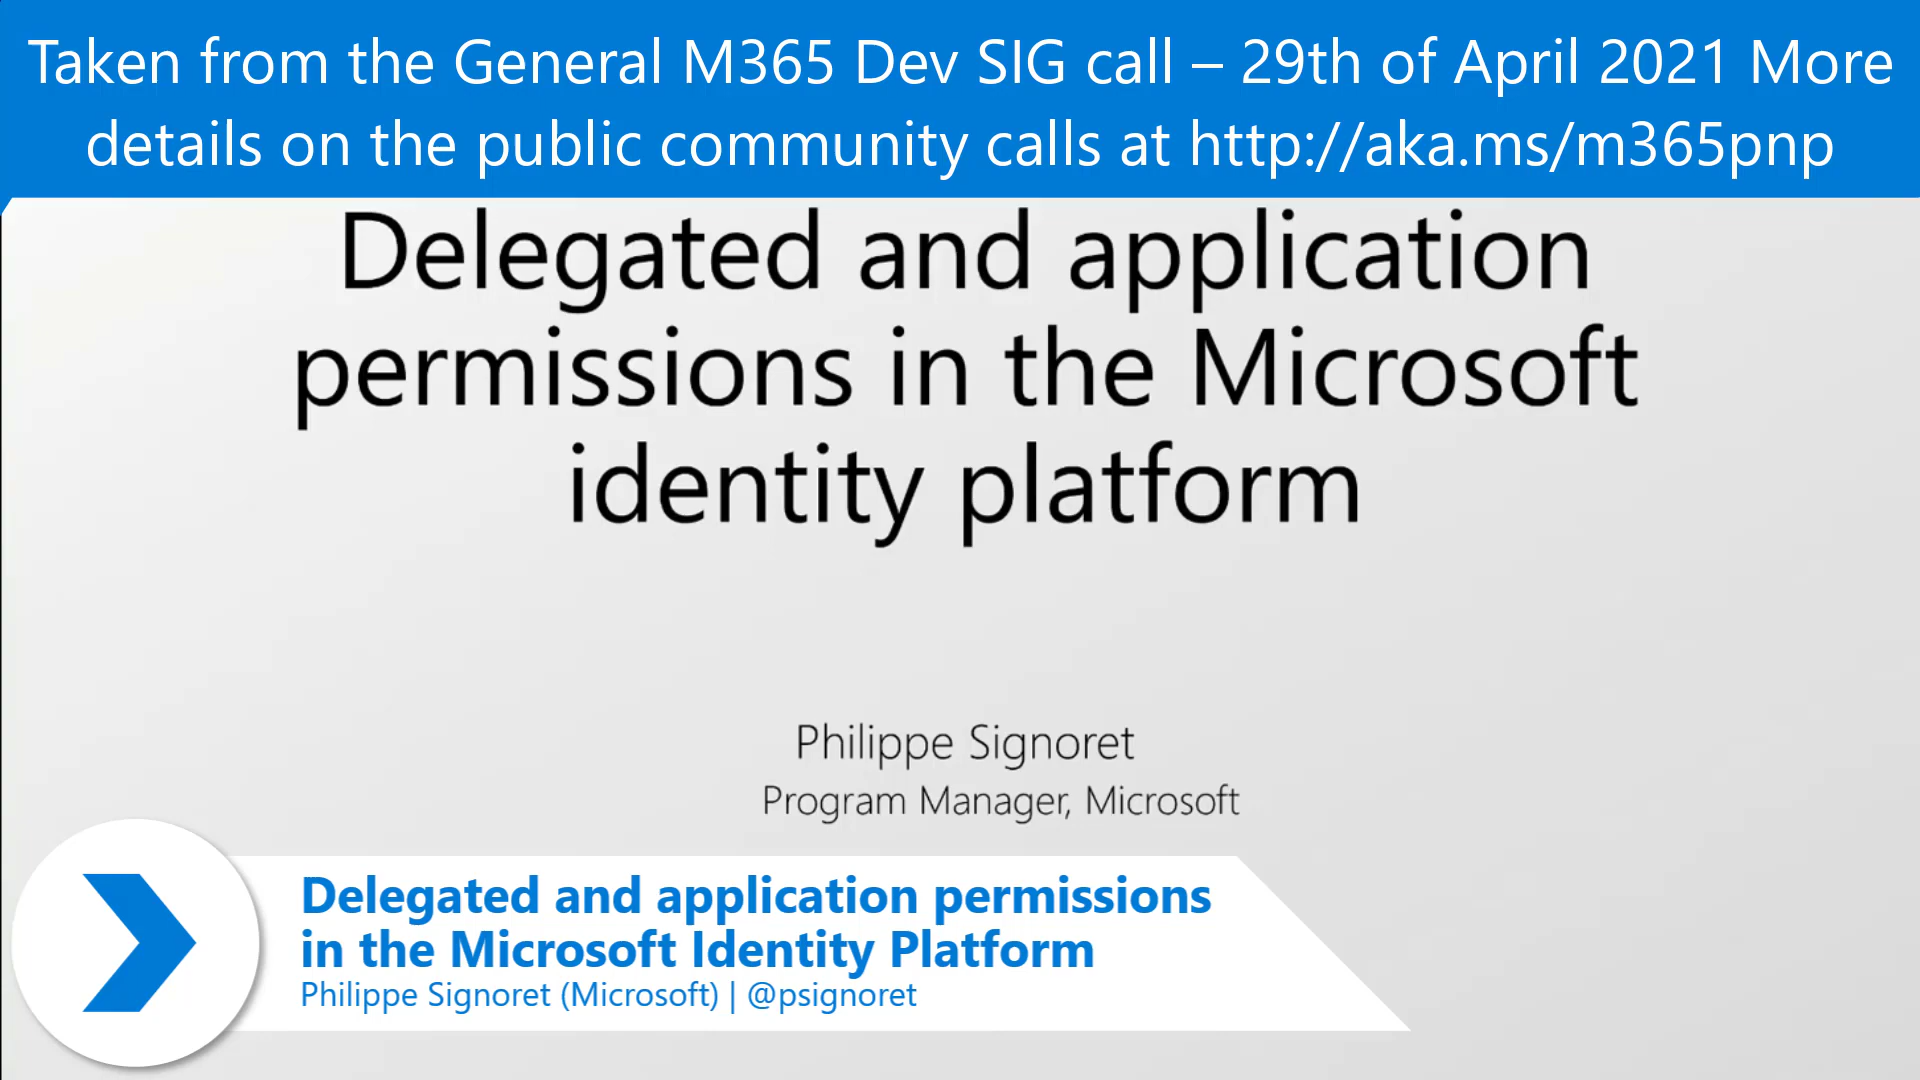 Taken from the General M365 Dev SIG call – 29th of April 2021 More
details on the public community calls at http://aka.ms/m365pnp
Delegated and application
permissions in the Microsoft
identity platform
Philippe Signoret
Program Manager, Microsoft
Delegated and application permissions
in the Microsoft Identity Platform
Philippe Signoret (Microsoft) | @psignoret